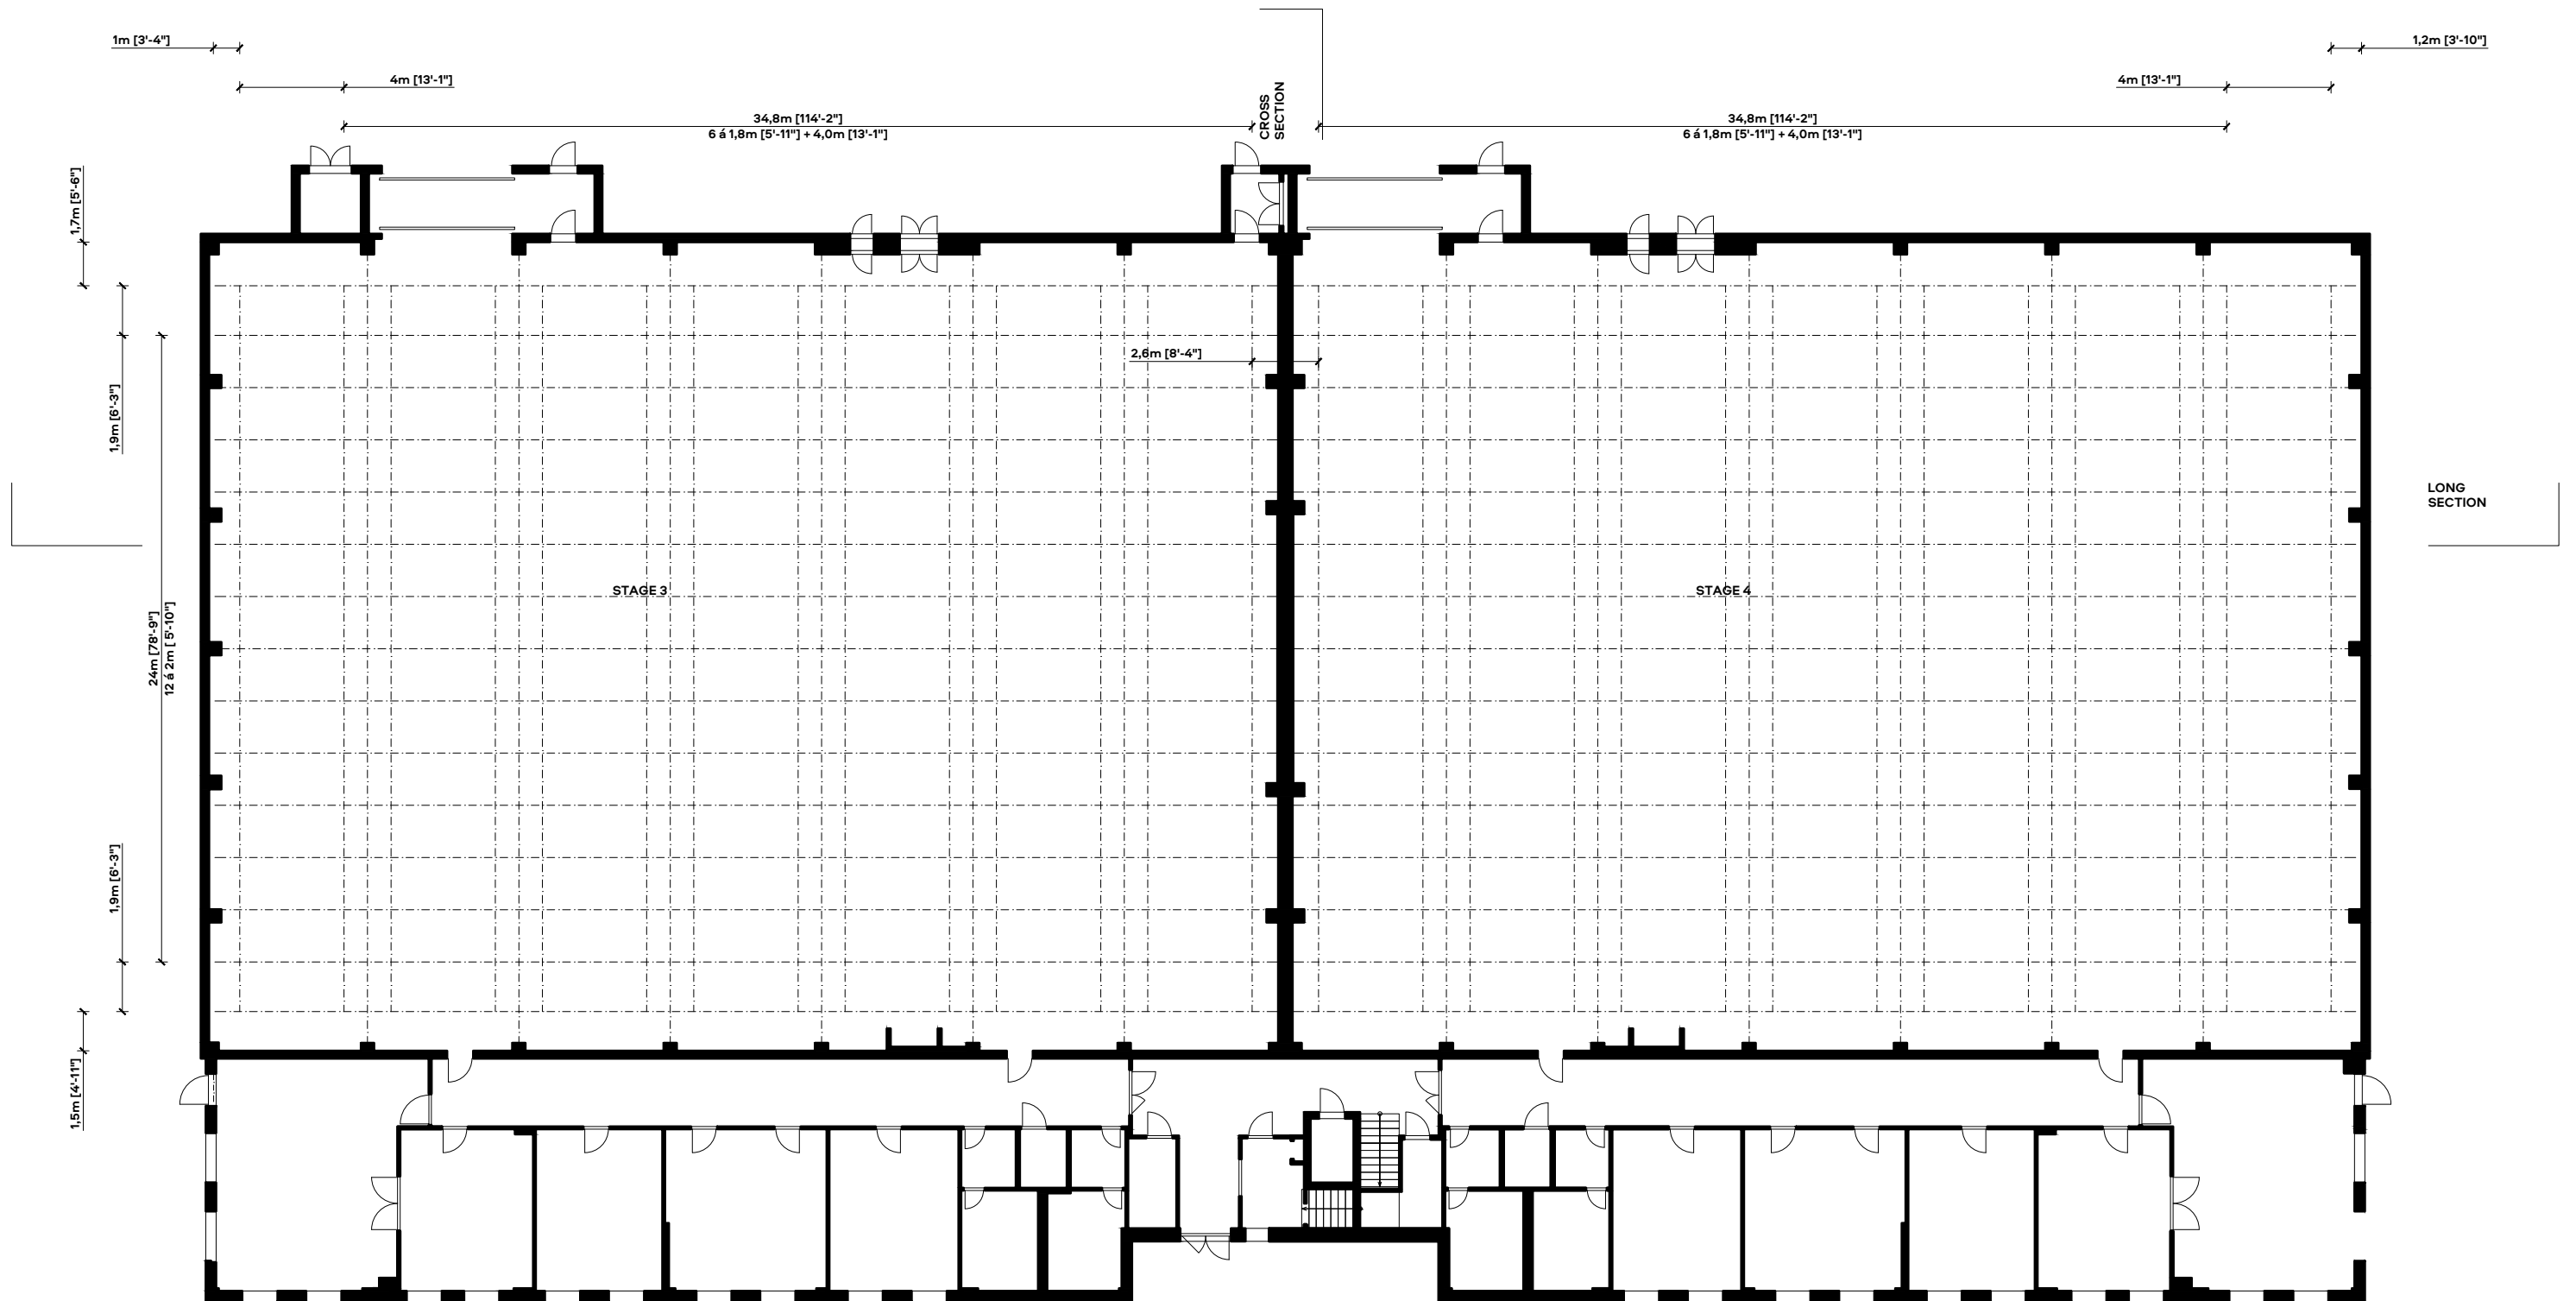 1m [3'-4"]
1,2m [3'-10"]
4m [13'-1"]
4m [13'-1"]
CROSS
SECTION
34,8m [114'-2"]
6 á 1,8m [5'-11"] + 4,0m [13'-1"]
34,8m [114'-2"]
6 á 1,8m [5'-11"] + 4,0m [13'-1"]
1,7m [5'-6"]
2,6m [8'-4"]
1,9m [6'-3"]
LONG
SECTION
STAGE 3
STAGE 4
24m [78'-9"]
12 á 2m [ 5'-10"]
1,9m [6'-3"]
1,5m [4'-11"]